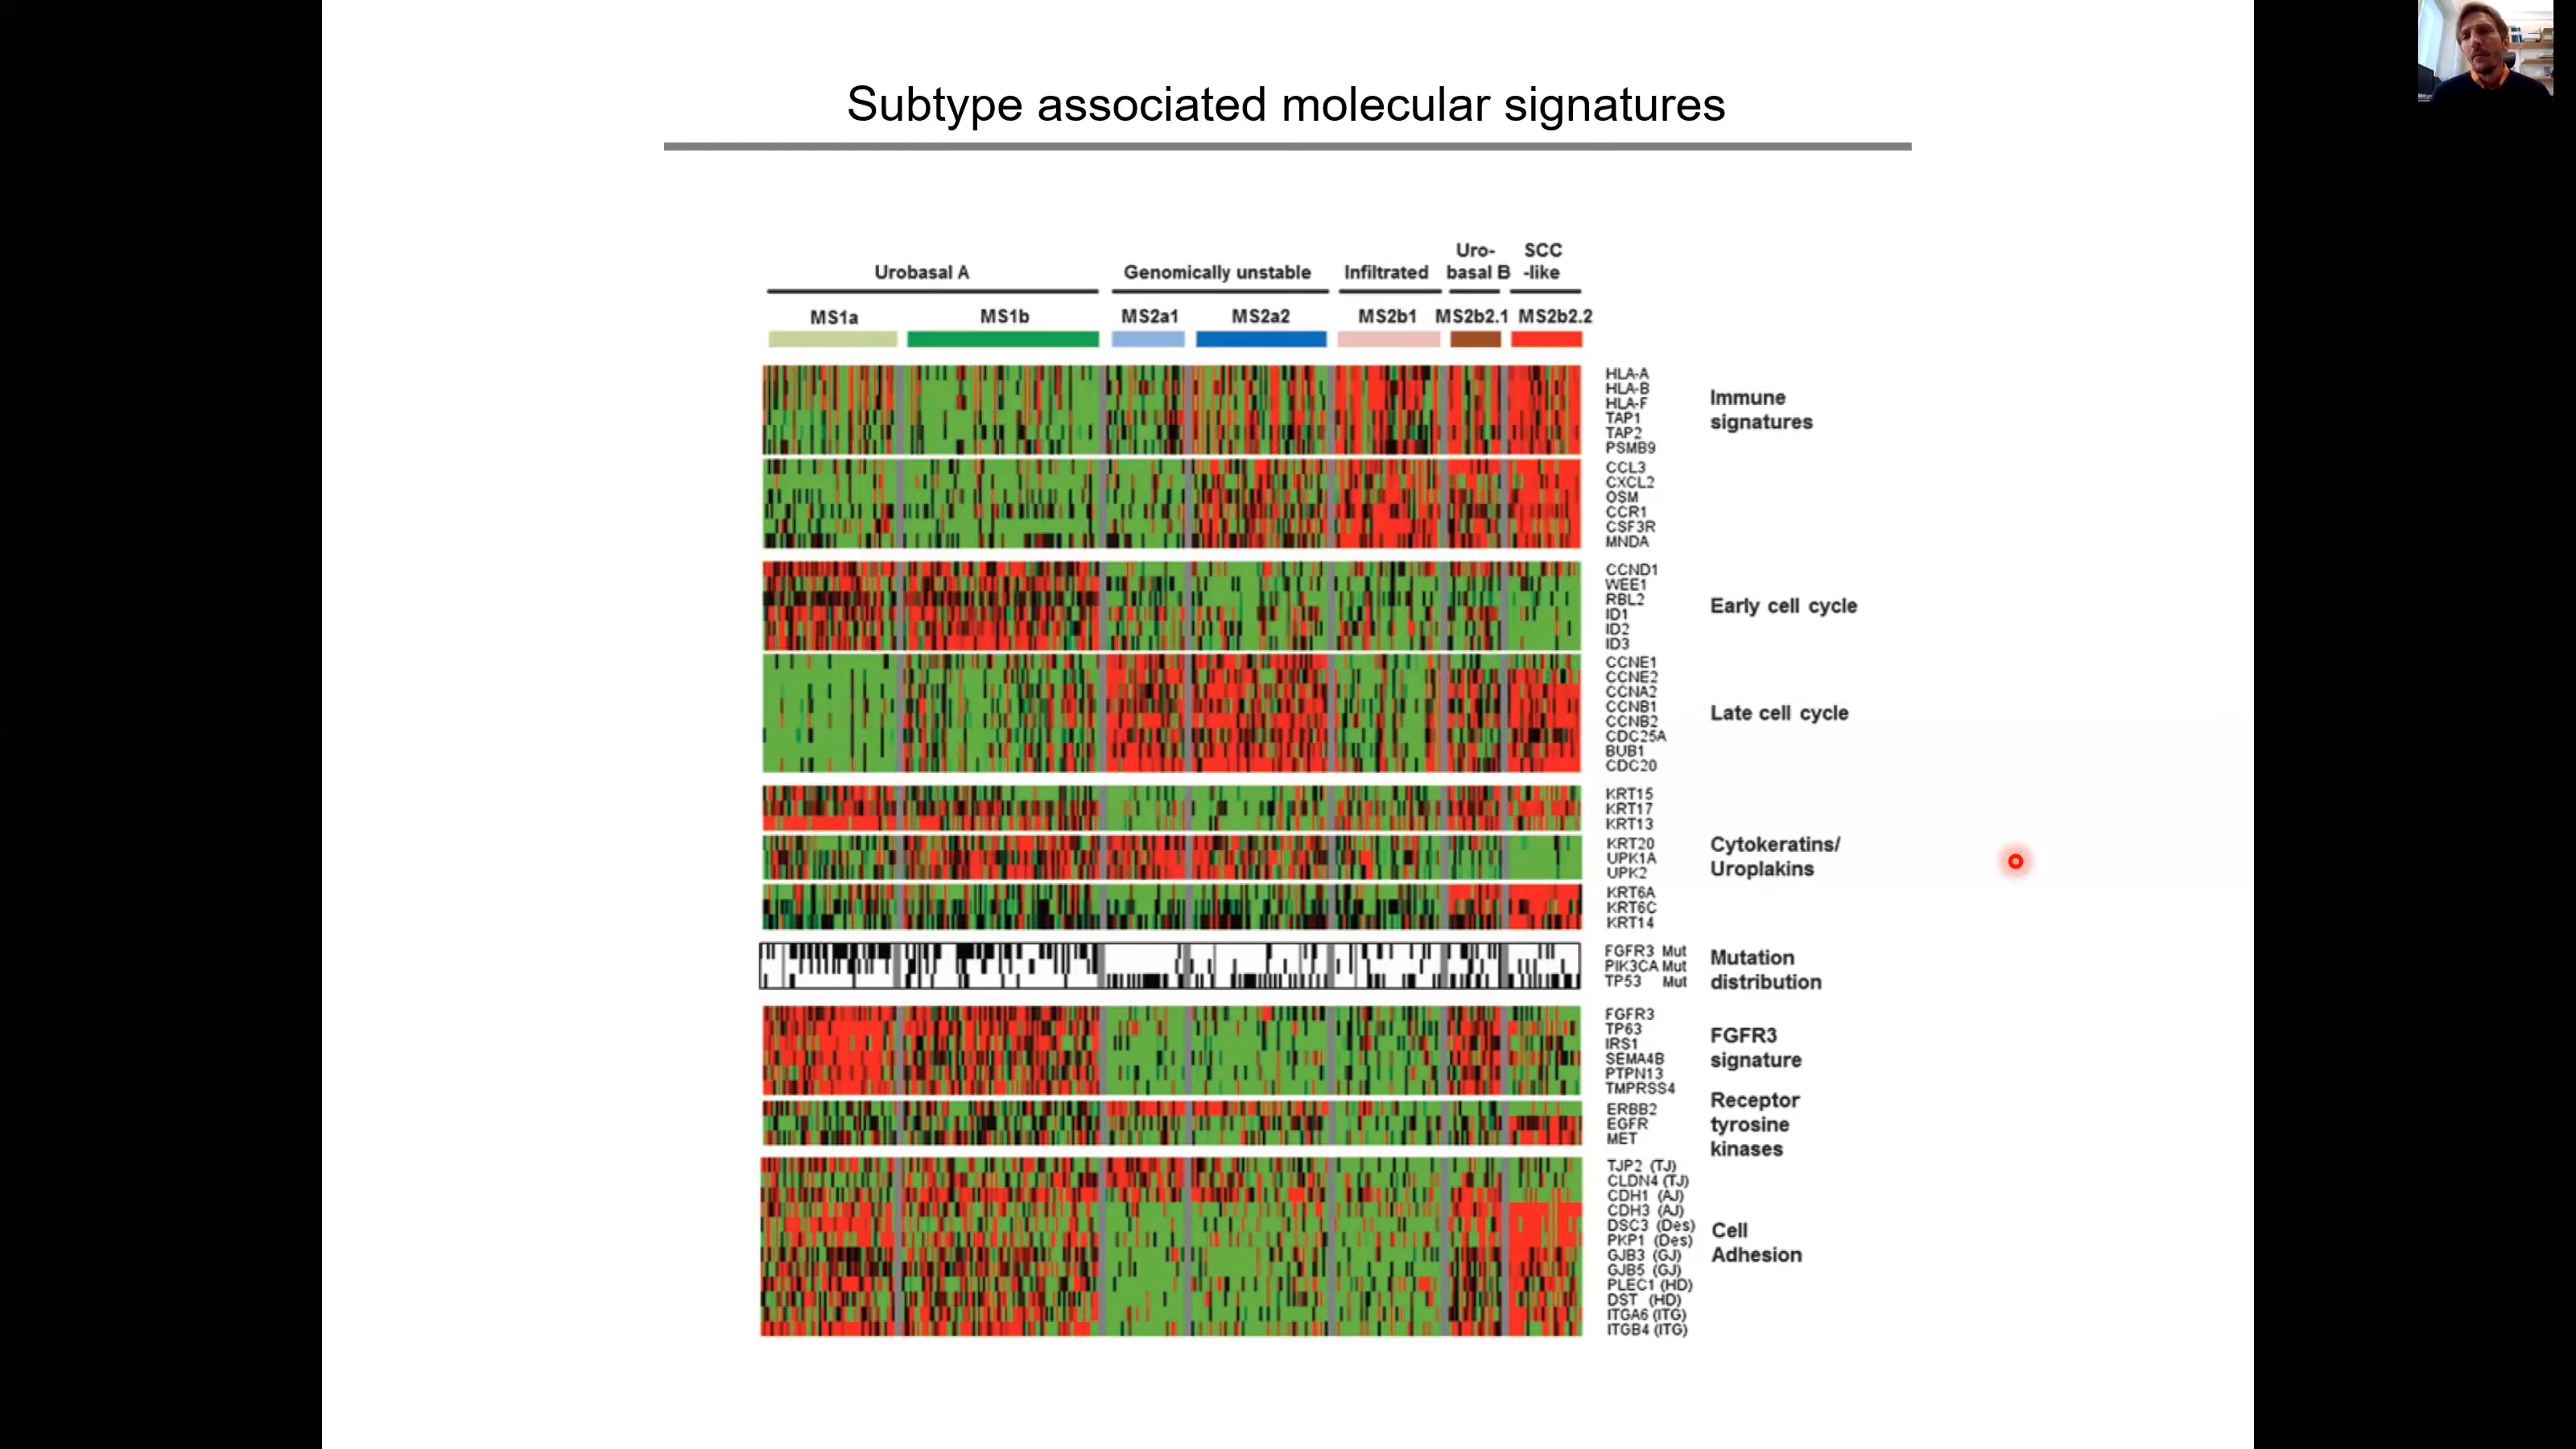 Subtype associated molecular signatures
Urobasal A
Genomically unstable
Infiltrated
Uro-
basal B
SCC
-like
MS1a
MS1b
MS2a1
MS2a2
MS2b1
MS2b2.1
MS2b2.2
HLA-A
HLA-B
HLA-F
TAP1
TAP2
PSMB9
Immune
signatures
CCL3
CXCL2
OSM
CCR1
CSF3R
MNDA
CCND1
WEE1
RBL2
ID1
ID2
ID3
Early cell cycle
CCNE1
CCNE2
CCNA2
CCNB1
CCNB2
CDC25A
BUB1
CDC20
Late cell cycle
KRT15
KRT17
KRT13
KRT20
UPK1A
UPK2
Cytokeratins/
Uroplakins
KRT6A
KRT6C
KRT14
FGFR3 Mut
PIK3CA Mut
TP53 Mut
Mutation
distribution
FGFR3
TP63
IRS1
SEMA4B
PTPN13
TMPRSS4
FGFR3
signature
ERBB2
EGFR
MET
Receptor
tyrosine
kinases
TJP2 (TJ)
CLDN4 (TJ)
CDH1 (AJ)
CDH3 (AJ)
DSC3 (Des)
PKP1 (Des)
GJB3 (GJ)
GJB5 (GJ)
PLEC1 (HD)
DST (HD)
ITGA6 (ITG)
ITGB4 (ITG)
Cell
Adhesion